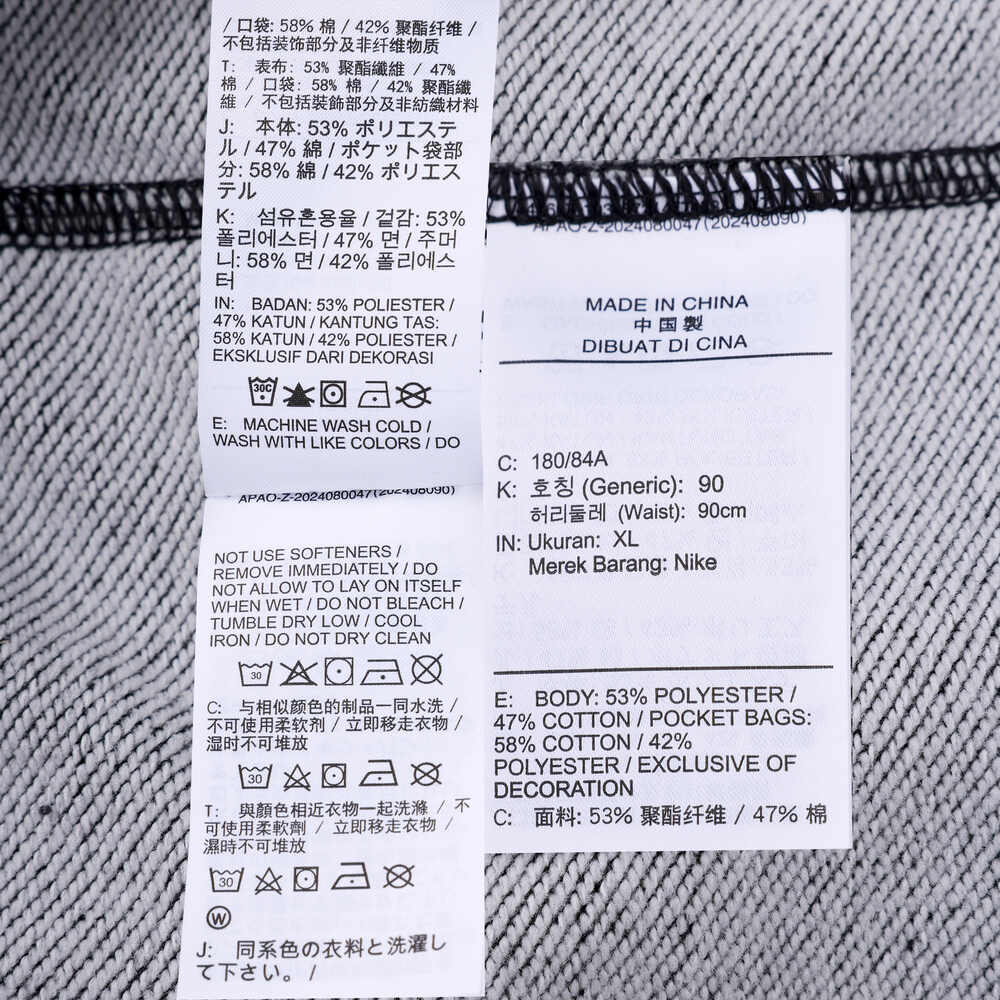 / 口袋: 58% 棉 / 42% 聚酯纤维 /
不包括装饰部分及非纤维物质
T: 表布: 53% 聚酯纖維 / 47%
棉 / 口袋: 58% 棉 / 42% 聚酯纖
維 / 不包括裝飾部分及非紡織材料
J: 本体: 53% ポリエステ
ル / 47% 綿 / ポケット袋部
分: 58% 綿 / 42% ポリエス
テル
K: 섬유혼용율 / 겉감: 53%
폴리에스터 / 47% 면 / 주머
니: 58% 면 / 42% 폴리에스
터
IN: BADAN: 53% POLIESTER /
47% KATUN / KANTUNG TAS:
58% KATUN / 42% POLIESTER /
EKSKLUSIF DARI DEKORASI
30C
E: MACHINE WASH COLD /
WASH WITH LIKE COLORS / DO
APAO-Z-2024080047(202408090)
NOT USE SOFTENERS /
REMOVE IMMEDIATELY / DO
NOT ALLOW TO LAY ON ITSELF
WHEN WET / DO NOT BLEACH /
TUMBLE DRY LOW / COOL
IRON / DO NOT DRY CLEAN
30
C: 与相似颜色的制品一同水洗 /
不可使用柔软剂 / 立即移走衣物 /
湿时不可堆放
30
T: 與顏色相近衣物一起洗滌 / 不
可使用柔軟劑 / 立即移走衣物 /
濕時不可堆放
30
W
J: 同系色の衣料と洗濯し
て下さい。 /
APAO-Z-2024080047(202408090)
MADE IN CHINA
中国製
DIBUAT DI CINA
C: 180/84A
K: 호칭 (Generic): 90
허리둘레 (Waist): 90cm
IN: Ukuran: XL
Merek Barang: Nike
E: BODY: 53% POLYESTER /
47% COTTON / POCKET BAGS:
58% COTTON / 42%
POLYESTER / EXCLUSIVE OF
DECORATION
C: 面料: 53% 聚酯纤维 / 47% 棉